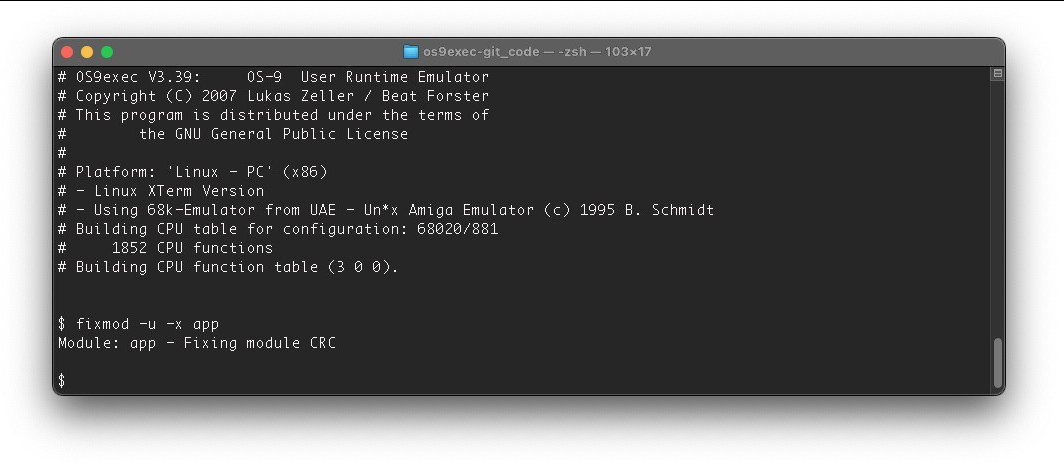 os9exec-git_code — -zsh — 103×17
# OS9exec V3.39:     OS-9  User Runtime Emulator
# Copyright (C) 2007 Lukas Zeller / Beat Forster
# This program is distributed under the terms of
#        the GNU General Public License
#
# Platform: 'Linux - PC' (x86)
# - Linux XTerm Version
# - Using 68k-Emulator from UAE - Un*x Amiga Emulator (c) 1995 B. Schmidt
# Building CPU table for configuration: 68020/881
#     1852 CPU functions
# Building CPU function table (3 0 0).
$ fixmod -u -x app
Module: app - Fixing module CRC
$